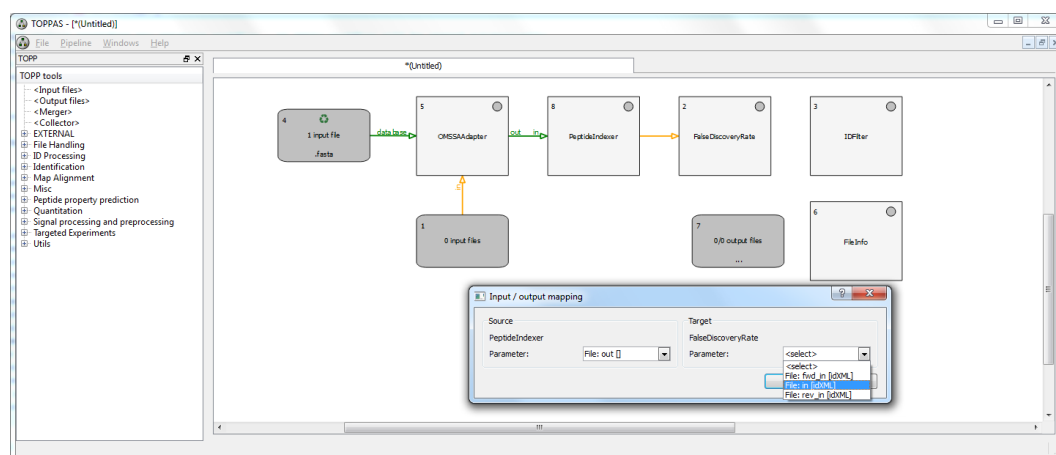 TOPPAS - [*(Untitled)]
File Pipeline Windows Help
TOPP
TOPP tools
<Input files>
<Output files>
<Merger>
<Collector>
EXTERNAL
File Handling
ID Processing
Identification
Map Alignment
Misc
Peptide property prediction
Quantitation
Signal processing and preprocessing
Targeted Experiments
Utils
*(Untitled)
4
1 input file
.fasta
database
5
OMSSAAdapter
out in
8
PeptideIndexer
2
FalseDiscoveryRate
3
IDFilter
in
1
0 input files
7
0/0 output files
...
6
FileInfo
Input / output mapping
Source
PeptideIndexer
Parameter: File: out []
Target
FalseDiscoveryRate
Parameter: <select>
<select>
File: fwd_in [idXML]
File: in [idXML]
File: rev_in [idXML]